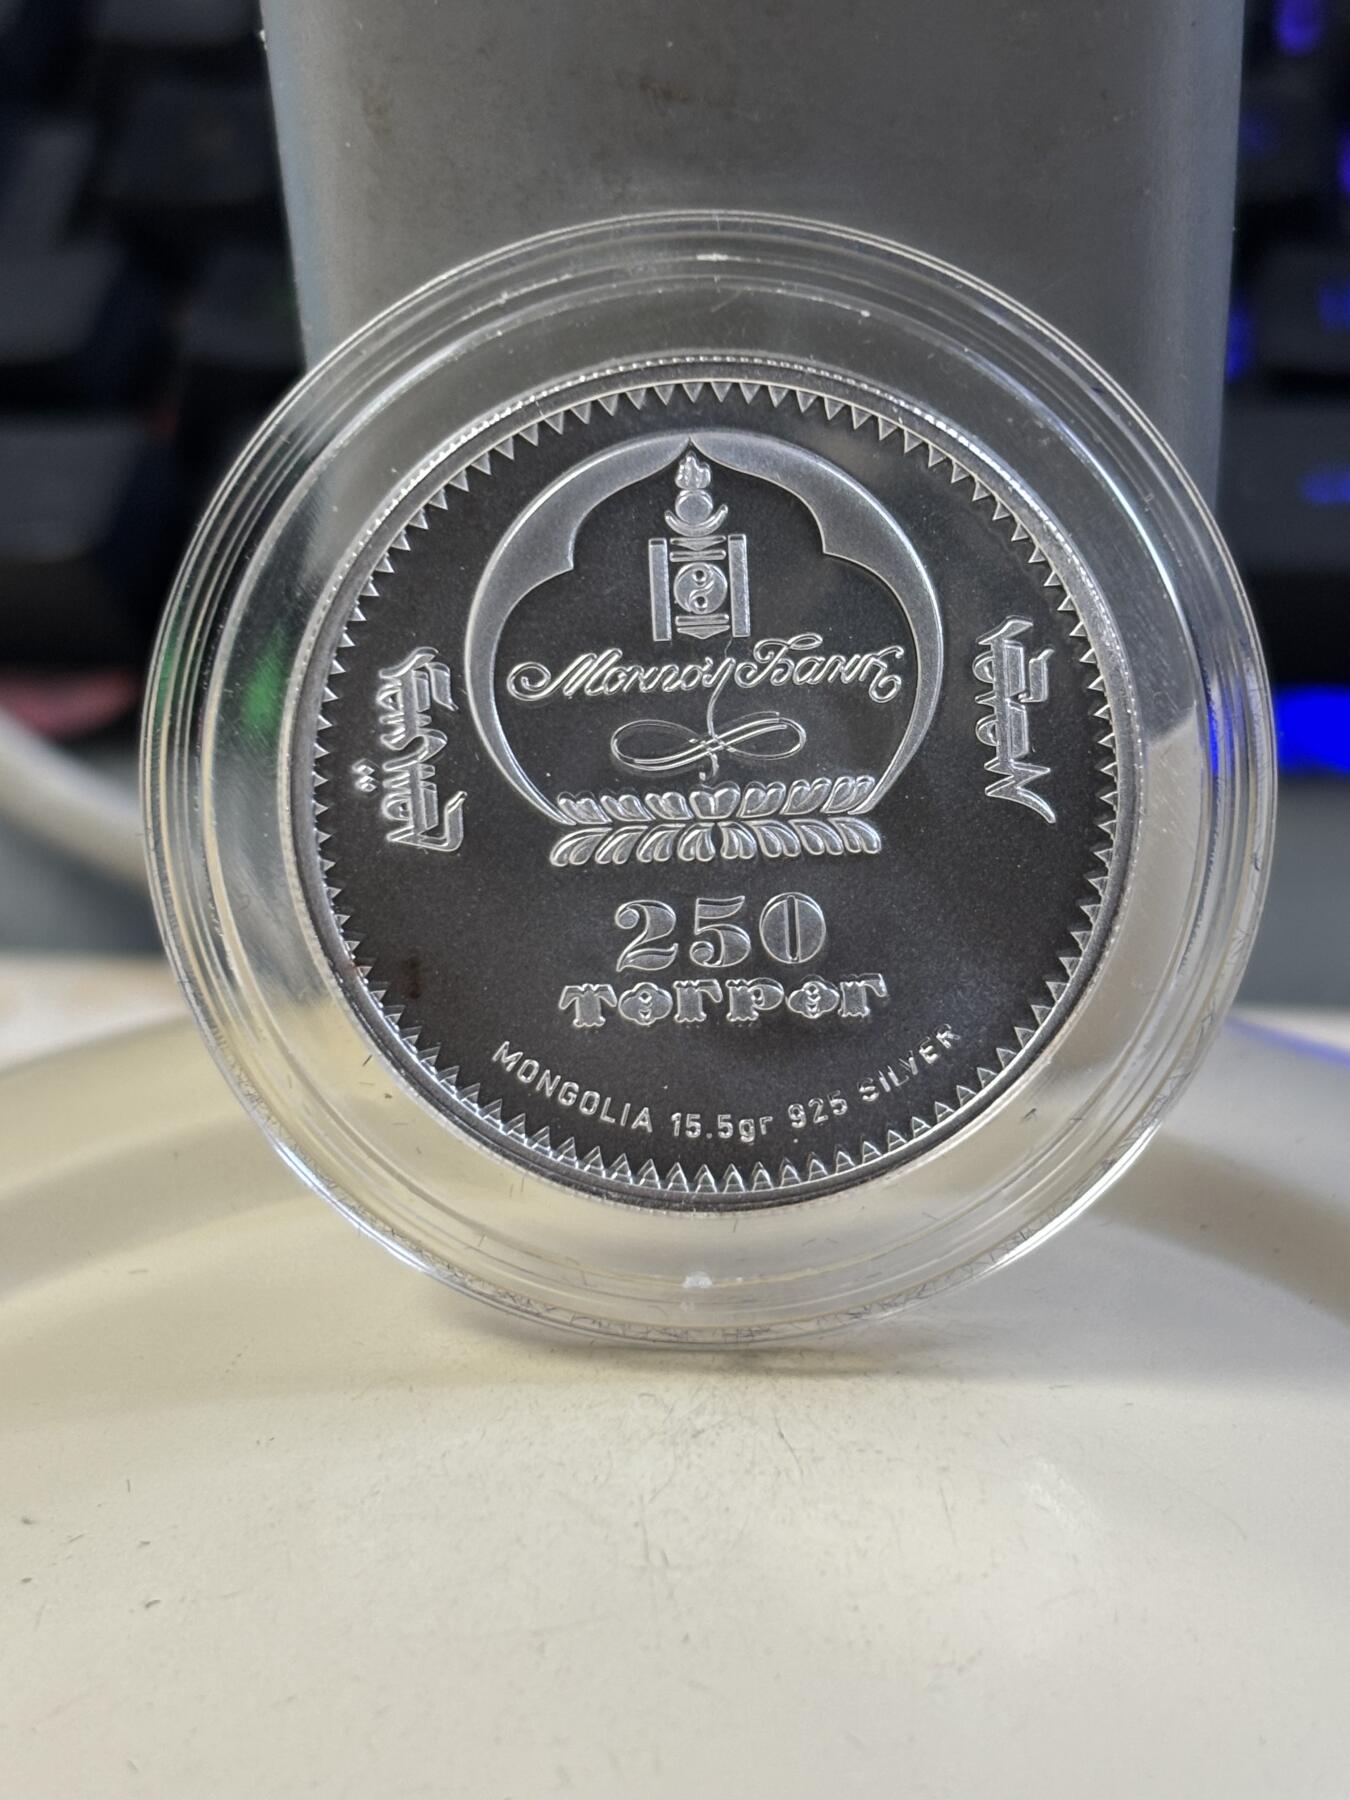 Монгол Банк
250
төгрөг
MONGOLIA 15.5gr 925 SILVER